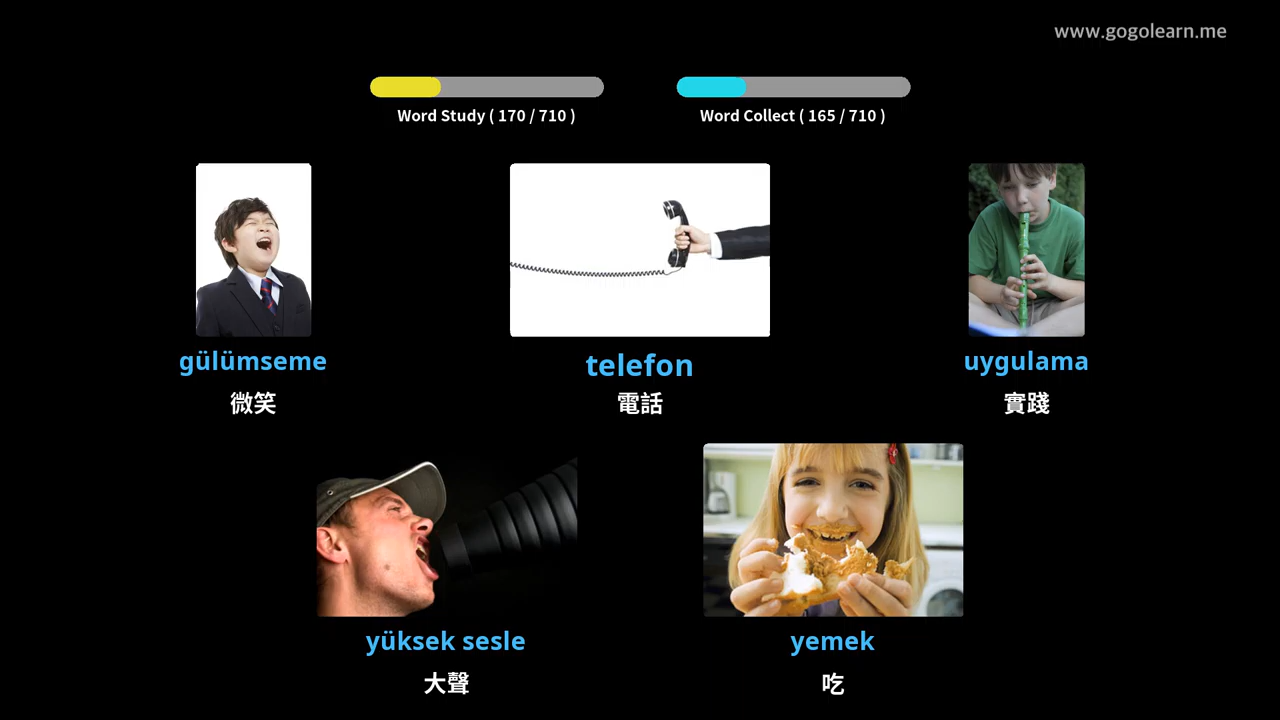 www.gogolearn.me
Word Study ( 170 / 710 )
Word Collect ( 165 / 710 )
gülümseme
微笑
telefon
電話
uygulama
實踐
yüksek sesle
大聲
yemek
吃